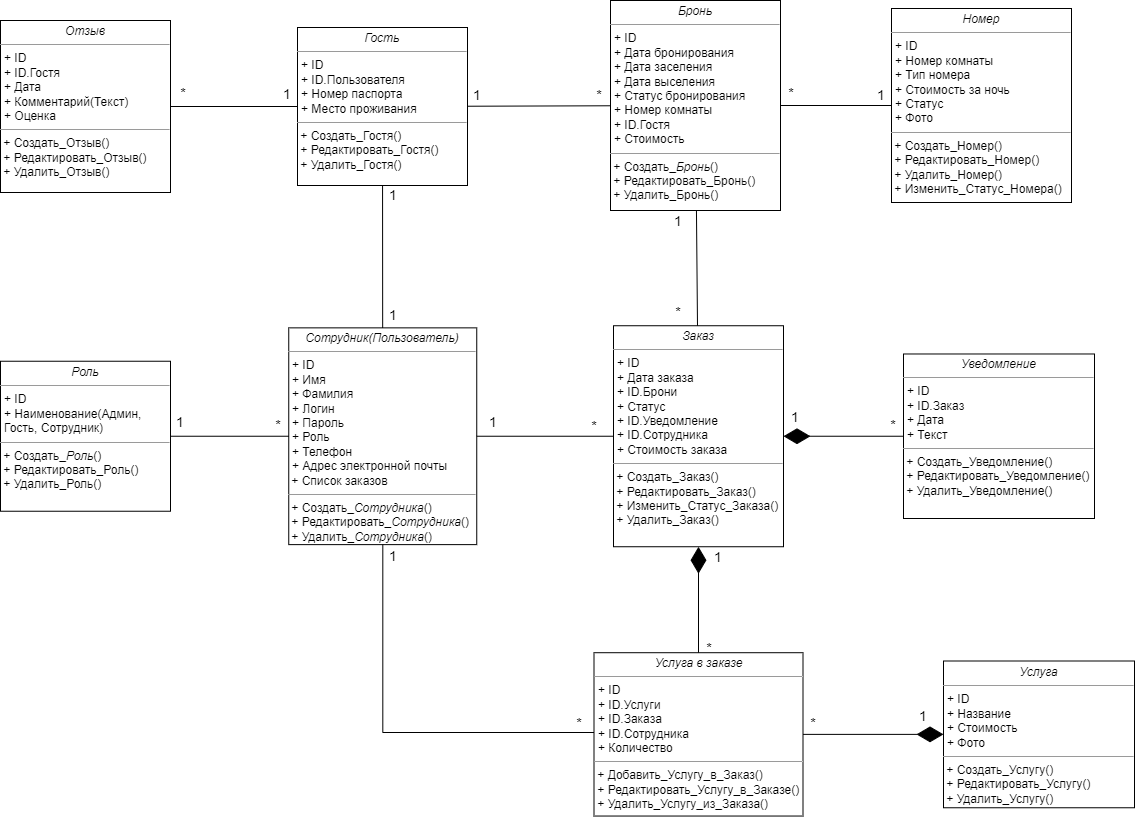 Отзыв
+ ID
+ ID.Гостя
+ Дата
+ Комментарий(Текст)
+ Оценка
+ Создать_Отзыв()
+ Редактировать_Отзыв()
+ Удалить_Отзыв()
*
1
Гость
+ ID
+ ID.Пользователя
+ Номер паспорта
+ Место проживания
+ Создать_Гостя()
+ Редактировать_Гостя()
+ Удалить_Гостя()
1
*
Бронь
+ ID
+ Дата бронирования
+ Дата заселения
+ Дата выселения
+ Статус бронирования
+ Номер комнаты
+ ID.Гостя
+ Стоимость
+ Создать_Бронь()
+ Редактировать_Бронь()
+ Удалить_Бронь()
*
1
Номер
+ ID
+ Номер комнаты
+ Тип номера
+ Стоимость за ночь
+ Статус
+ Фото
+ Создать_Номер()
+ Редактировать_Номер()
+ Удалить_Номер()
+ Изменить_Статус_Номера()
1
1
1
*
Роль
+ ID
+ Наименование(Админ,
Гость, Сотрудник)
+ Создать_Роль()
+ Редактировать_Роль()
+ Удалить_Роль()
1
*
Сотрудник(Пользователь)
+ ID
+ Имя
+ Фамилия
+ Логин
+ Пароль
+ Роль
+ Телефон
+ Адрес электронной почты
+ Список заказов
+ Создать_Сотрудника()
+ Редактировать_Сотрудника()
+ Удалить_Сотрудника()
1
*
Заказ
+ ID
+ Дата заказа
+ ID.Брони
+ Статус
+ ID.Уведомление
+ ID.Сотрудника
+ Стоимость заказа
+ Создать_Заказ()
+ Редактировать_Заказ()
+ Изменить_Статус_Заказа()
+ Удалить_Заказ()
1
*
Уведомление
+ ID
+ ID.Заказ
+ Дата
+ Текст
+ Создать_Уведомление()
+ Редактировать_Уведомление()
+ Удалить_Уведомление()
1
1
*
*
Услуга в заказе
+ ID
+ ID.Услуги
+ ID.Заказа
+ ID.Сотрудника
+ Количество
+ Добавить_Услугу_в_Заказ()
+ Редактировать_Услугу_в_Заказе()
+ Удалить_Услугу_из_Заказа()
*
1
Услуга
+ ID
+ Название
+ Стоимость
+ Фото
+ Создать_Услугу()
+ Редактировать_Услугу()
+ Удалить_Услугу()